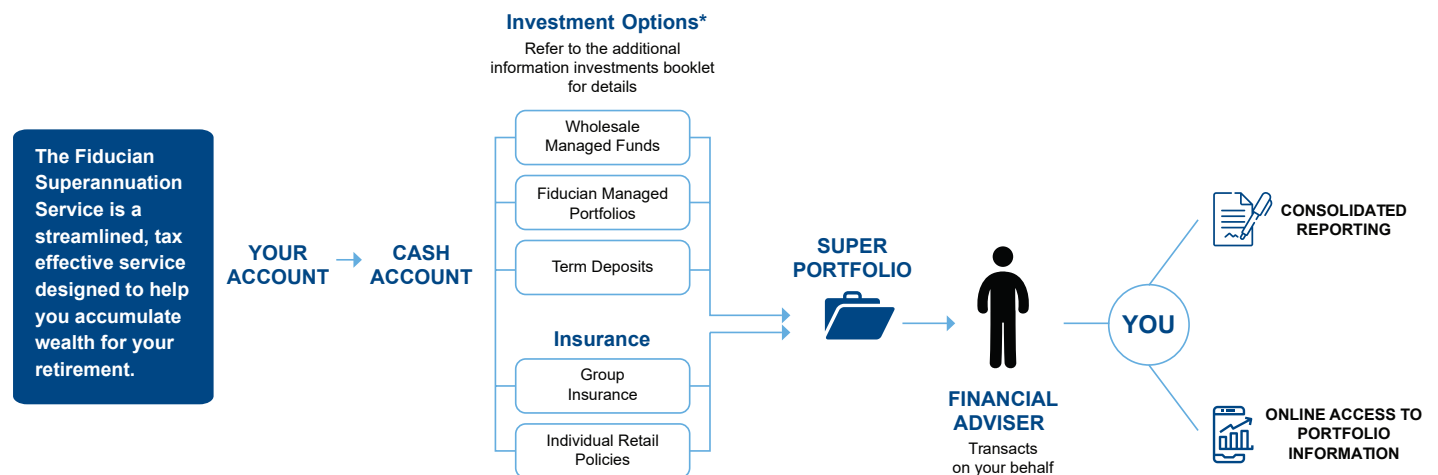 The Fiducian
Superannuation
Service is a
streamlined, tax
effective service
designed to help
you accumulate
wealth for your
retirement.
YOUR
ACCOUNT
CASH
ACCOUNT
Investment Options*
Refer to the additional
information investments booklet
for details
Wholesale
Managed Funds
Fiducian Managed
Portfolios
Term Deposits
Insurance
Group
Insurance
Individual Retail
Policies
SUPER
PORTFOLIO
FINANCIAL
ADVISER
Transacts
on your behalf
YOU
CONSOLIDATED
REPORTING
ONLINE ACCESS TO
PORTFOLIO
INFORMATION